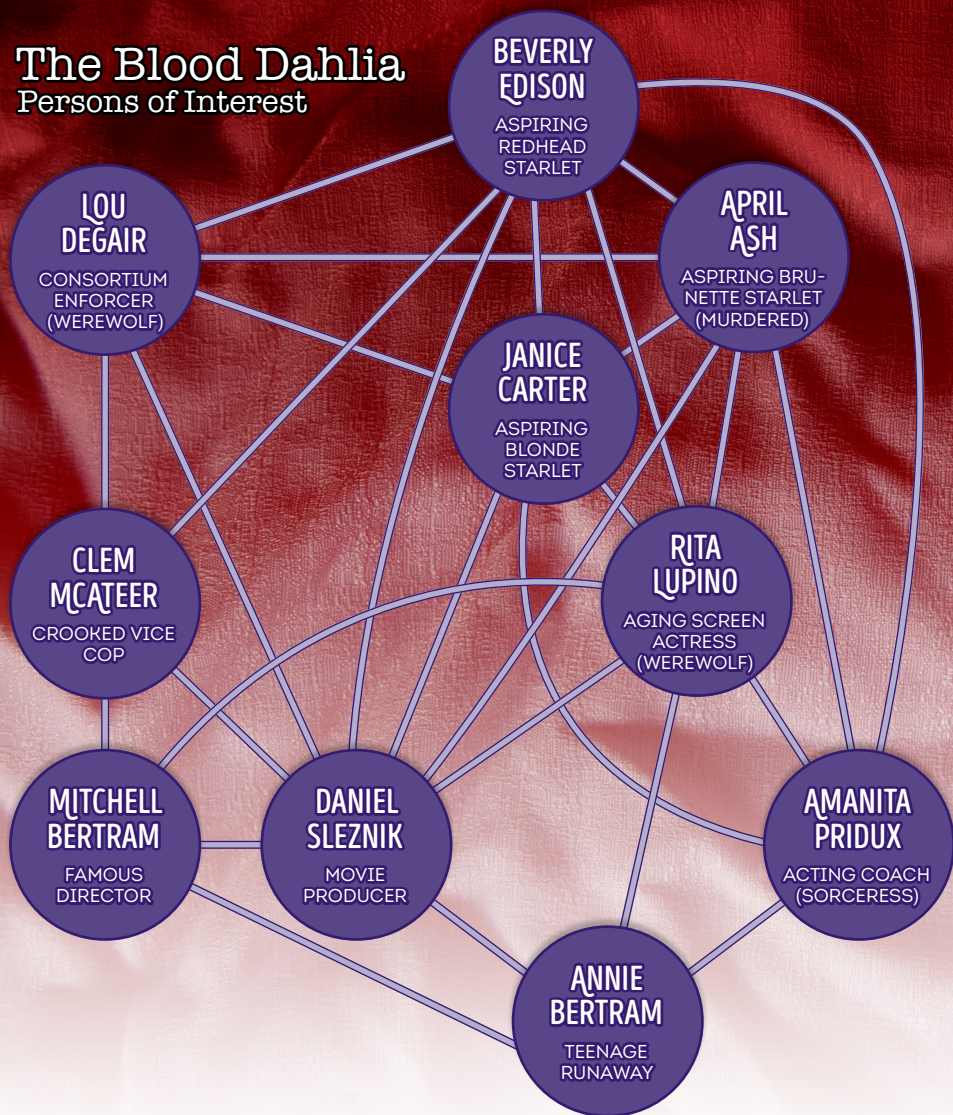 The Blood Dahlia
Persons of Interest
BEVERLY
EDISON
ASPIRING
REDHEAD
STARLET
LOU
DEGAIR
CONSORTIUM
ENFORCER
(WEREWOLF)
APRIL
ASH
ASPIRING BRU-
NETTE STARLET
(MURDERED)
JANICE
CARTER
ASPIRING
BLONDE
STARLET
CLEM
MCATEER
CROOKED VICE
COP
RITA
LUPINO
AGING SCREEN
ACTRESS
(WEREWOLF)
MITCHELL
BERTRAM
FAMOUS
DIRECTOR
DANIEL
SLEZNIK
MOVIE
PRODUCER
AMANITA
PRIDUX
ACTING COACH
(SORCERESS)
ANNIE
BERTRAM
TEENAGE
RUNAWAY